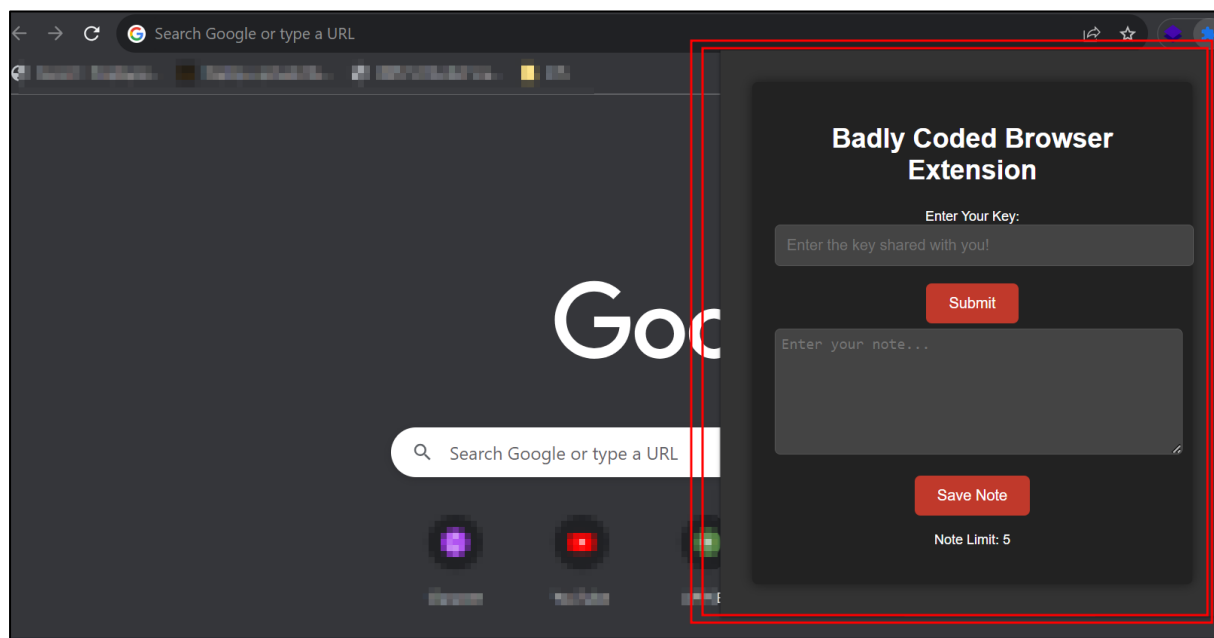 Search Google or type a URL
Badly Coded Browser
Extension
Enter Your Key:
Enter the key shared with you!
Submit
Enter your note...
Goo
Search Google or type a URL
Save Note
Note Limit: 5